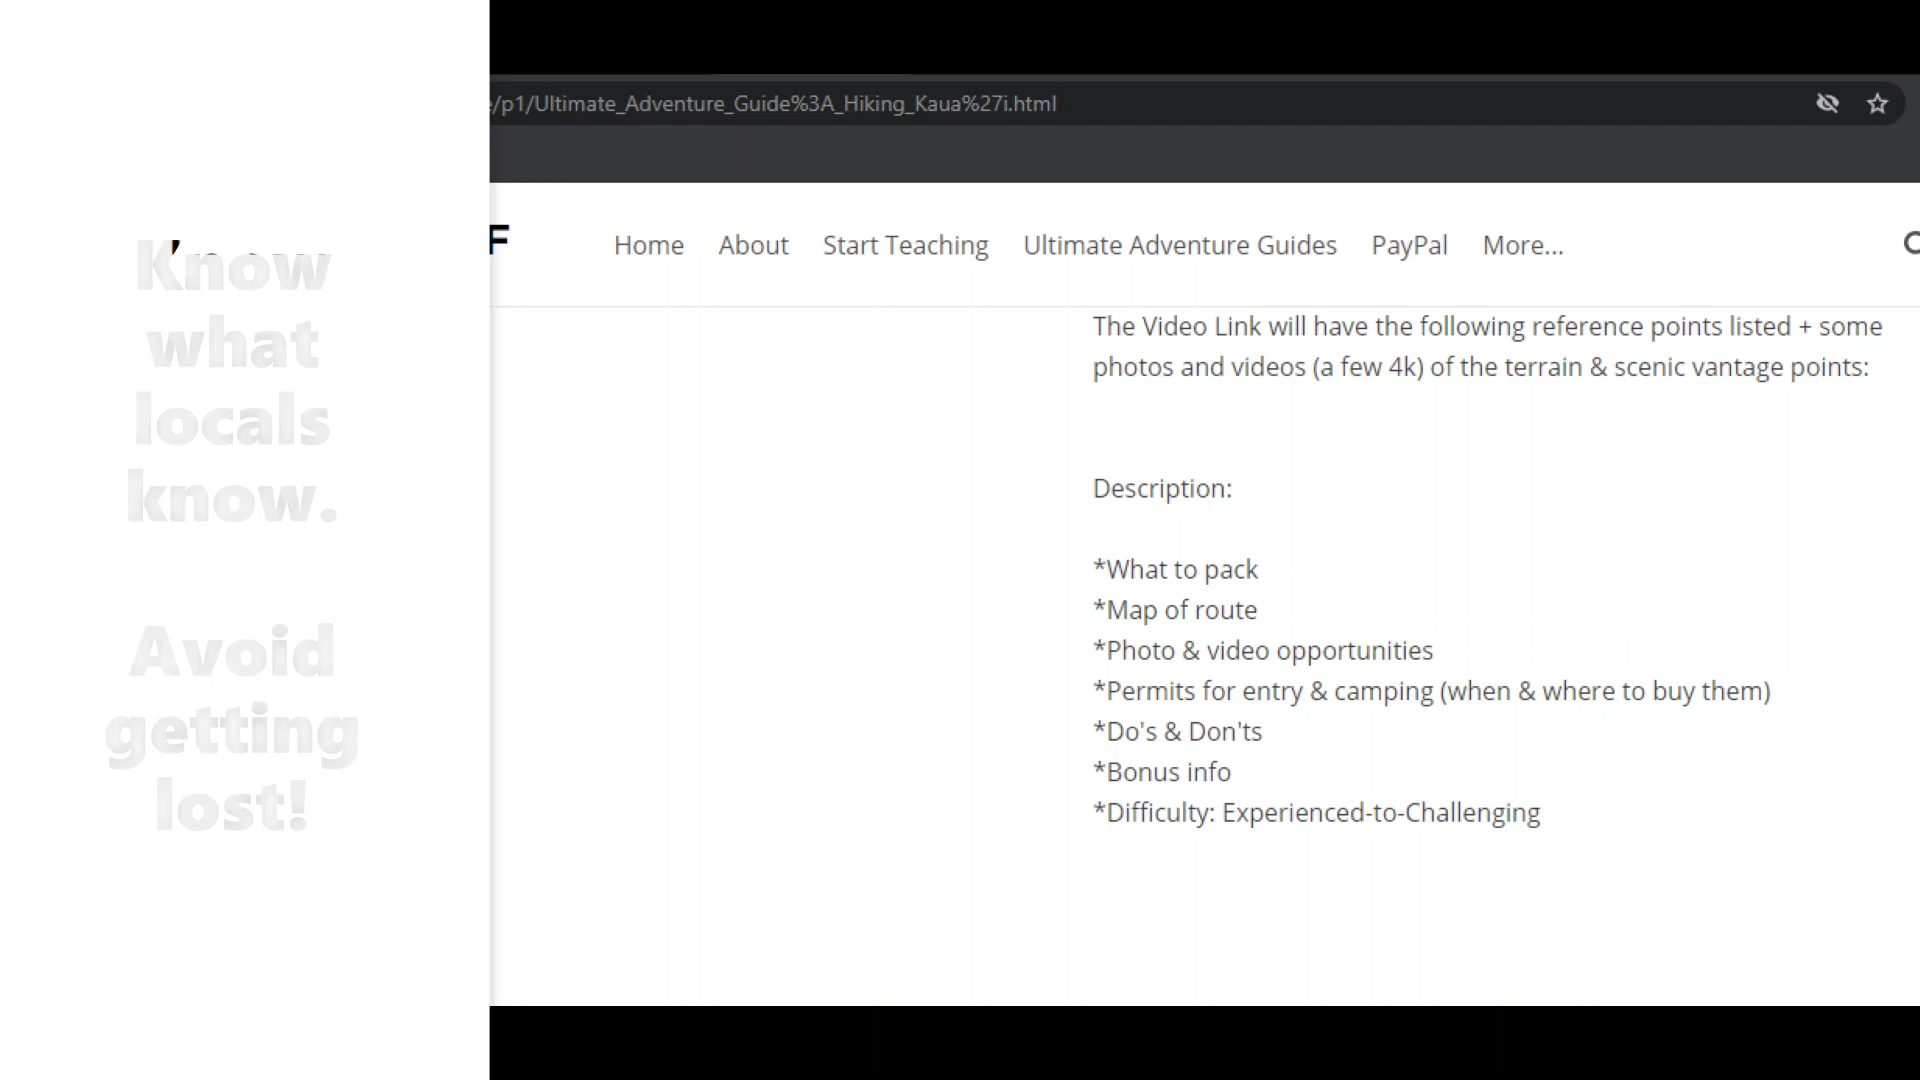 Know
what
locals
know.
Avoid
getting
lost!
/p1/Ultimate_Adventure_Guide%3A_Hiking_Kaua%27i.html
F
Home About Start Teaching Ultimate Adventure Guides PayPal More...
The Video Link will have the following reference points listed + some
photos and videos (a few 4k) of the terrain & scenic vantage points:
Description:
*What to pack
*Map of route
*Photo & video opportunities
*Permits for entry & camping (when & where to buy them)
*Do's & Don'ts
*Bonus info
*Difficulty: Experienced-to-Challenging